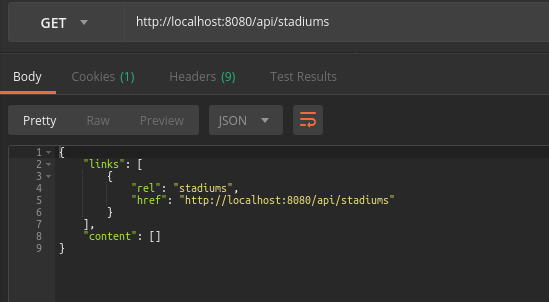 GET http://localhost:8080/api/stadiums
Body Cookies (1) Headers (9) Test Results
Pretty Raw Preview JSON
1 {
2 "links": [
3 {
4 "rel": "stadiums",
5 "href": "http://localhost:8080/api/stadiums"
6 }
7 ],
8 "content": []
9 }